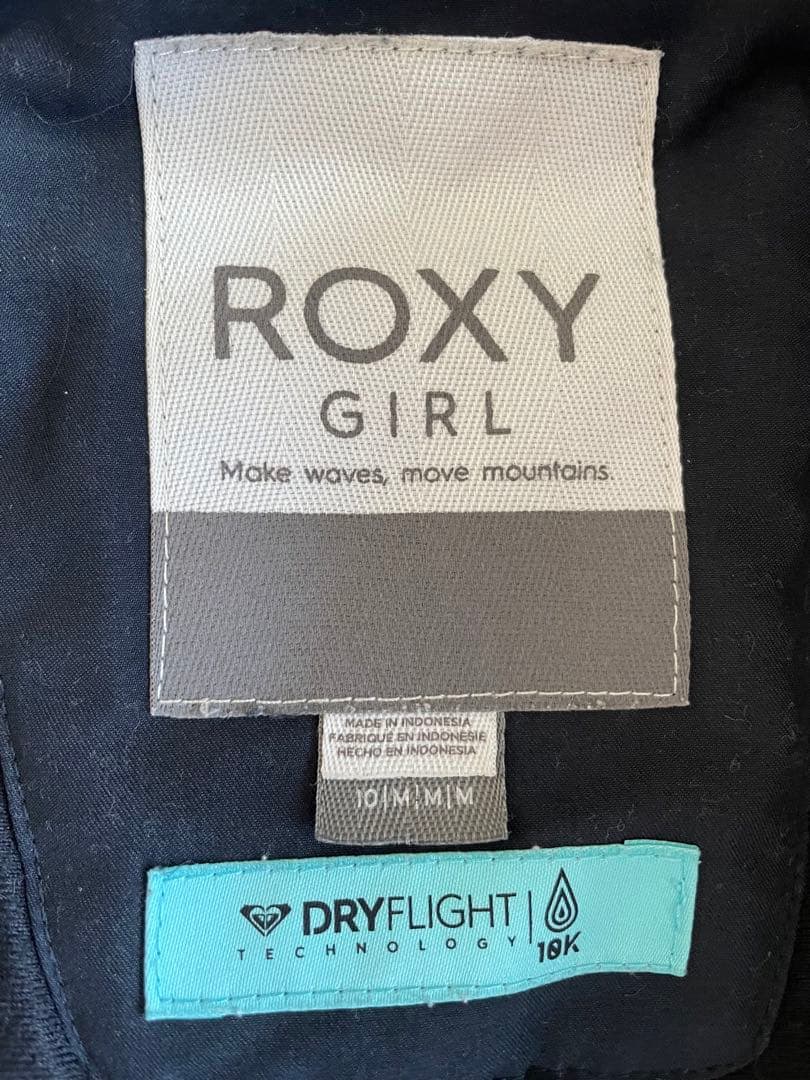 ROXY
GIRL
Make waves, move mountains
MADE IN INDONESIA
FABRIQUE EN INDONESIE
HECHO EN INDONESIA
10|M|M|M
DRYFLIGHT
TECHNOLOGY
10K